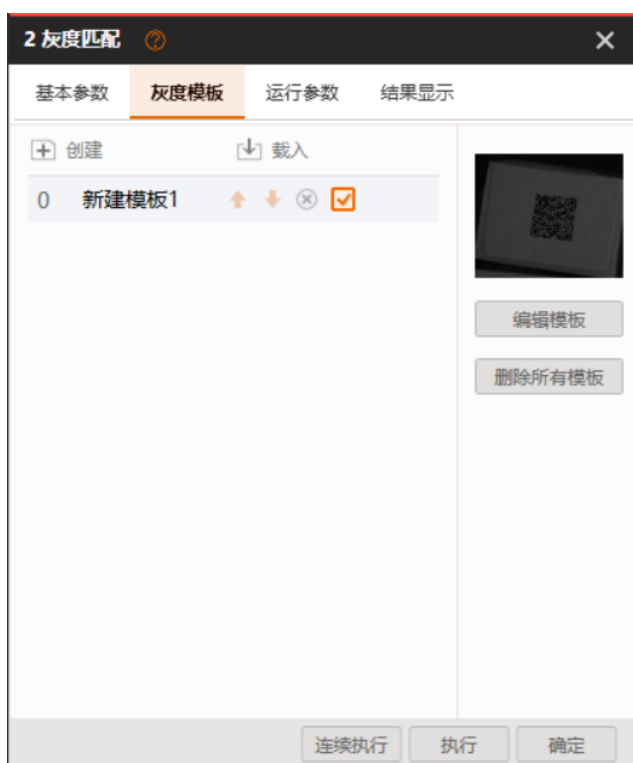 2 灰度匹配
基本参数 灰度模板 运行参数 结果显示
创建 载入
0 新建模板1
编辑模板
删除所有模板
连续执行 执行 确定